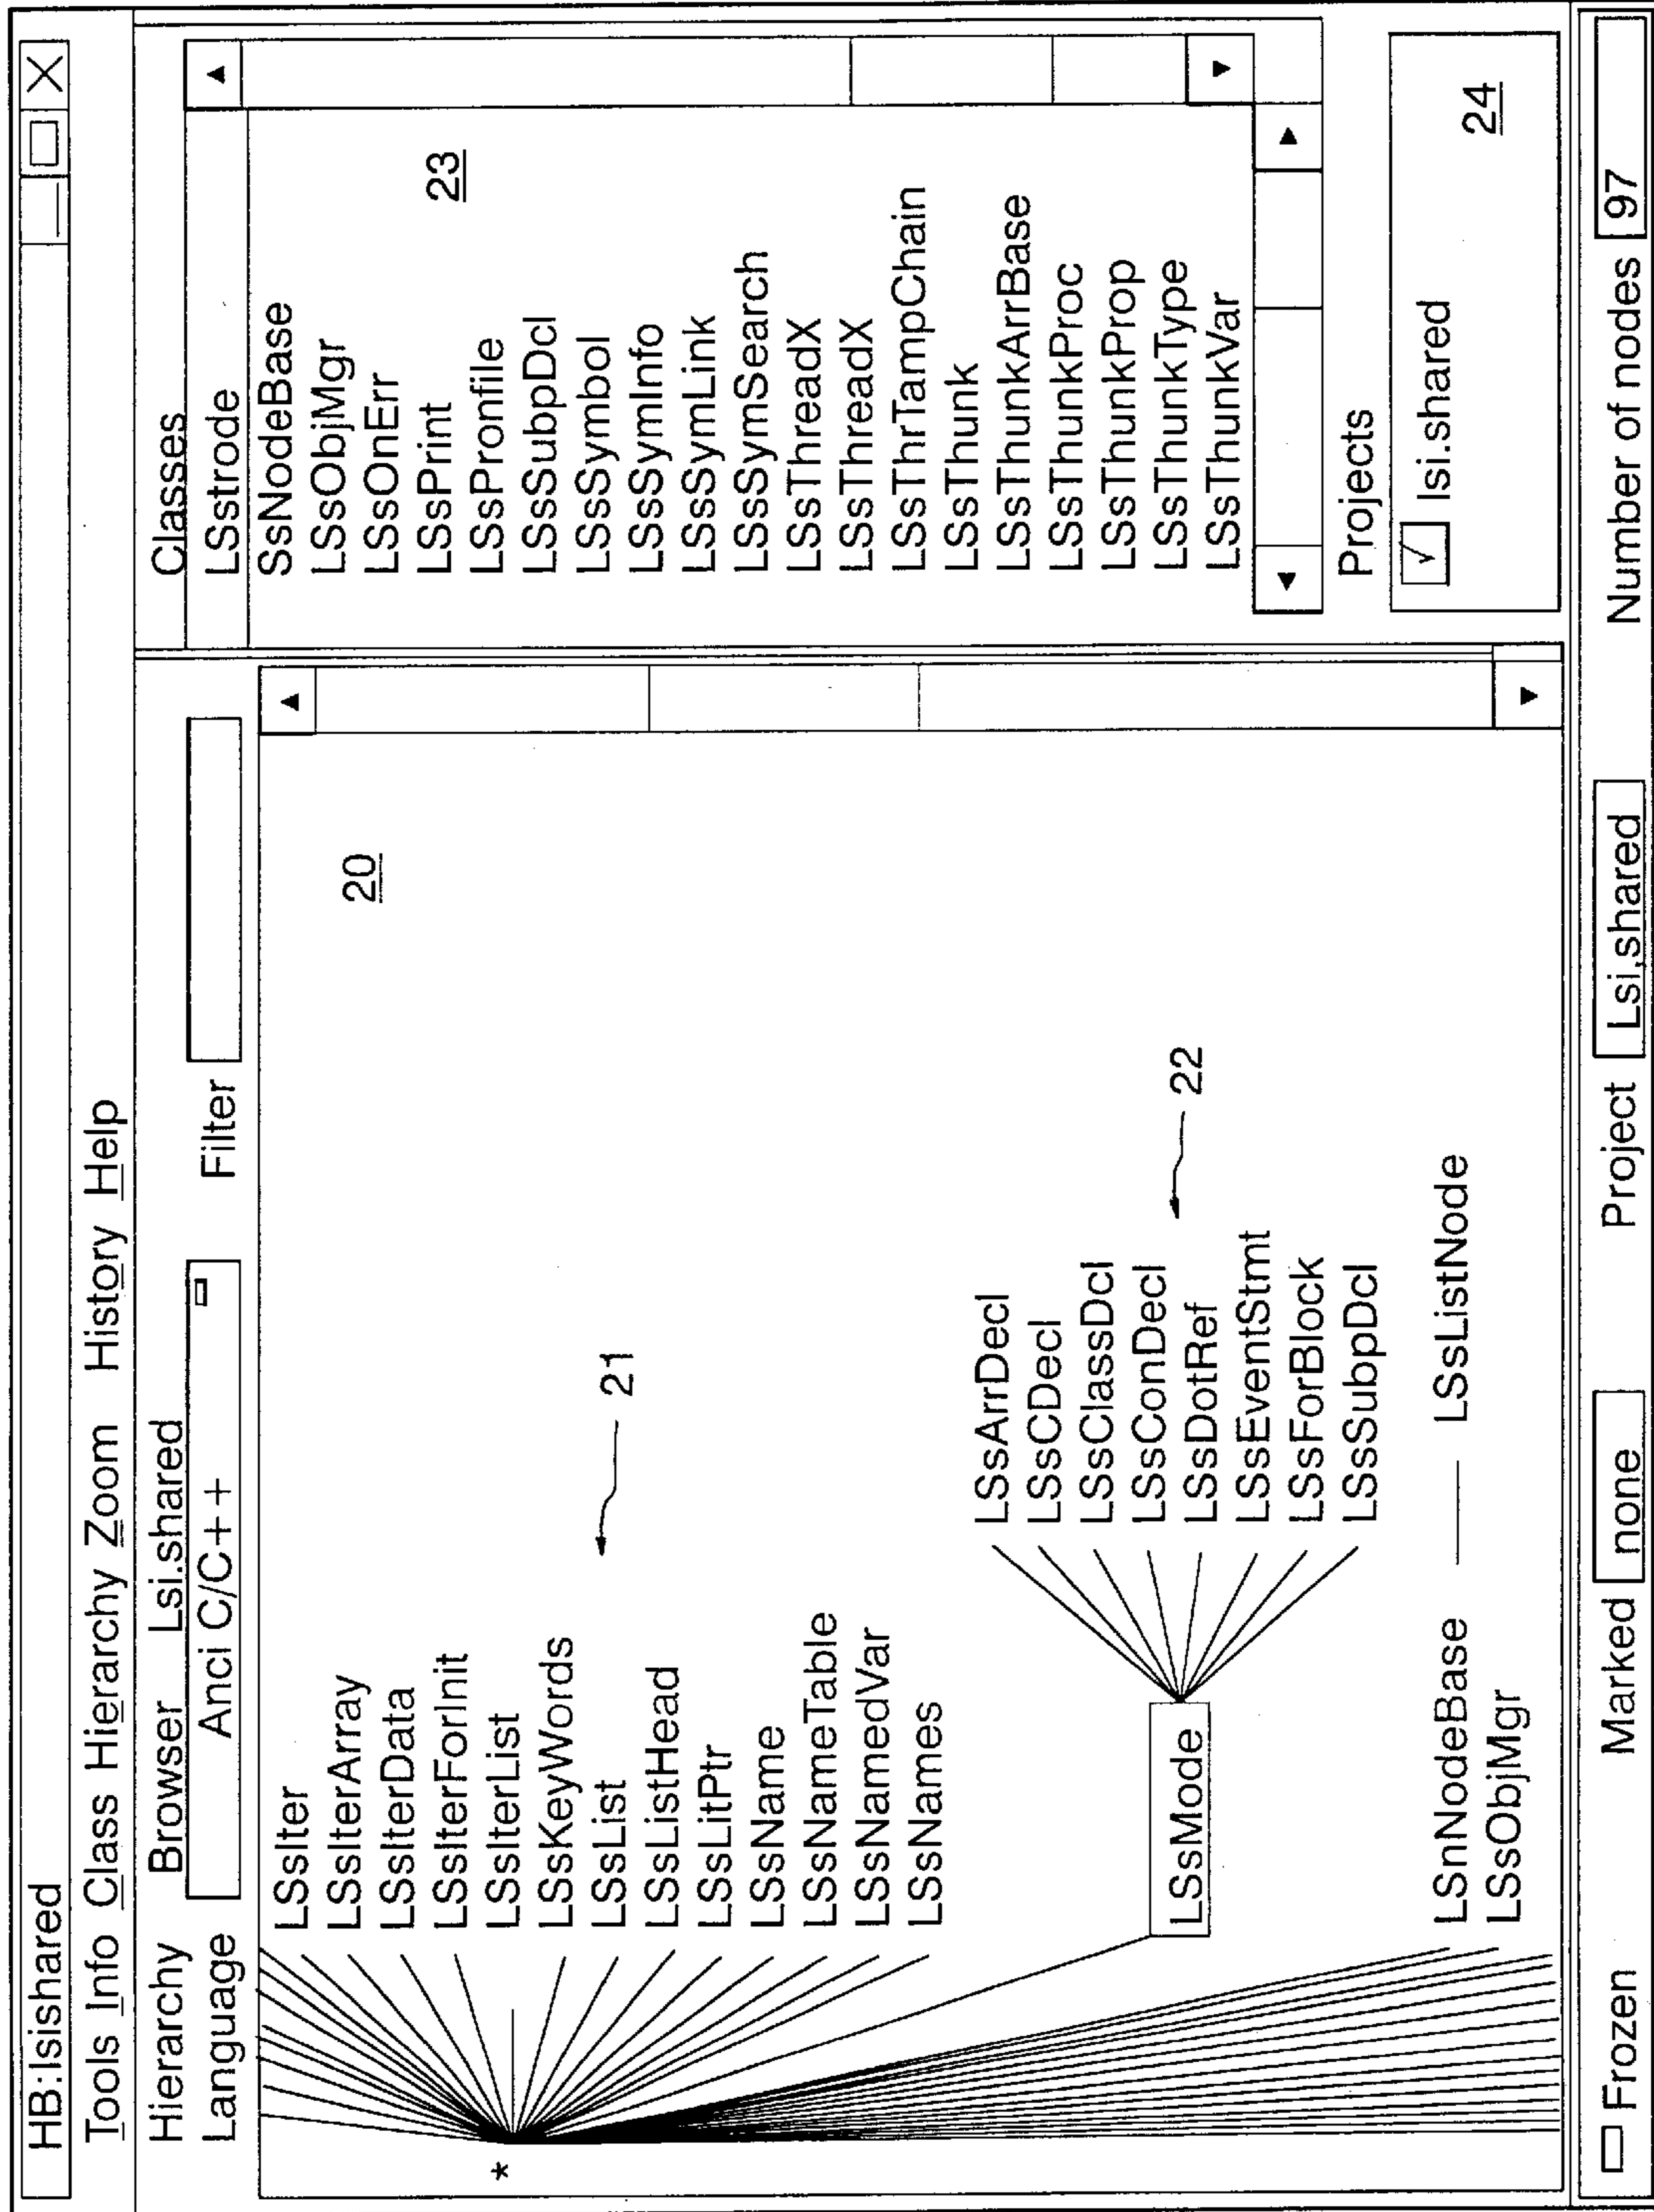 HB:lsishared
Tools Info Class Hierarchy Zoom History Help
Hierarchy Browser Lsi.shared
Language Anci C/C++ Filter
LSsIter
LSsIterArray
LSsIterData
LSsIterForInit
LSsIterList
LSsKeyWords
LSsList
LSsListHead
LSsLitPtr
LSsName
LSsNameTable
LSsNamedVar
LSsNames
*
20
21
LSsMode
LSsArrDecl
LSsCDecl
LSsClassDcl
LSsConDecl
LSsDotRef
LSsEventStmt
LSsForBlock
LSsSubpDcl
22
LSnNodeBase LSsListNode
LSsObjMgr
Classes
LSstrode
SsNodeBase
LSsObjMgr
LSsOnErr
LSsPrint
LSsPronfile
LSsSubpDcl
LSsSymbol
LSsSymInfo
LSsSymLink
LSsSymSearch
LSsThreadX
LSsThreadX
LSsThrTampChain
LSsThunk
LSsThunkArrBase
LSsThunkProc
LSsThunkProp
LSsThunkType
LSsThunkVar
23
Projects
lsi.shared
24
Frozen Marked none Project Lsi,shared Number of nodes 97